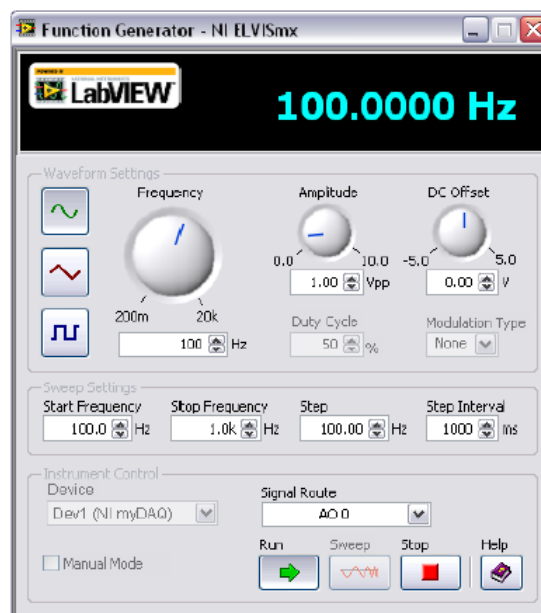 Function Generator - NI ELVISmx
POWERED BY
LabVIEW
100.0000 Hz
Waveform Settings
Frequency
Amplitude
DC Offset
0.0
10.0
-5.0
5.0
1.00 Vpp
0.00 V
200m
20k
Duty Cycle
Modulation Type
100 Hz
50 %
None
Sweep Settings
Start Frequency
Stop Frequency
Step
Step Interval
100.0 Hz
1.0k Hz
100.00 Hz
1000 ms
Instrument Control
Device
Signal Route
Dev1 (NI myDAQ)
AO 0
Run
Sweep
Stop
Help
Manual Mode